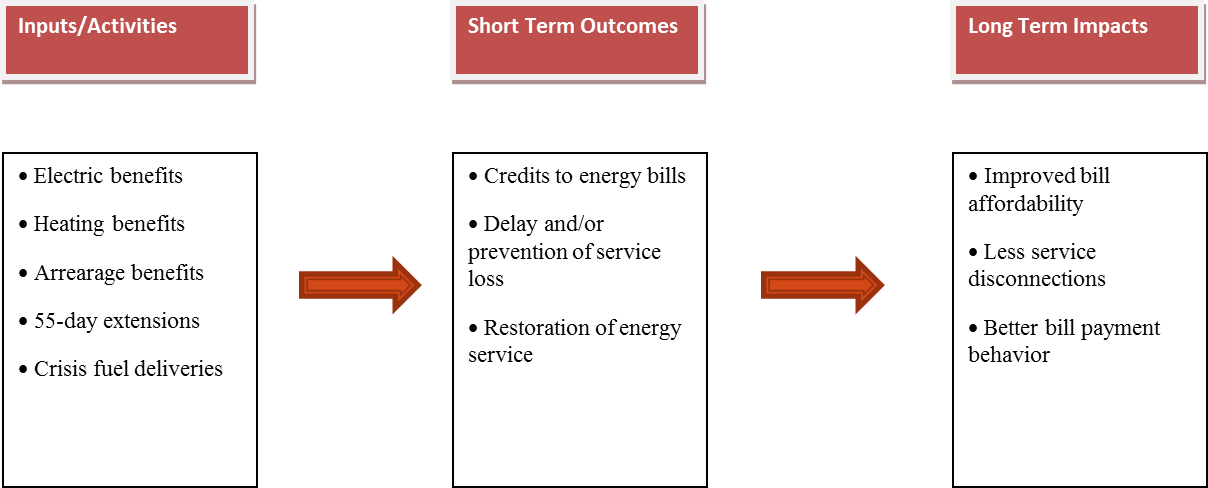 Inputs/Activities
Short Term Outcomes
Long Term Impacts
• Electric benefits
• Heating benefits
• Arrearage benefits
• 55-day extensions
• Crisis fuel deliveries
• Credits to energy bills
• Delay and/or
prevention of service
loss
• Restoration of energy
service
• Improved bill
affordability
• Less service
disconnections
• Better bill payment
behavior